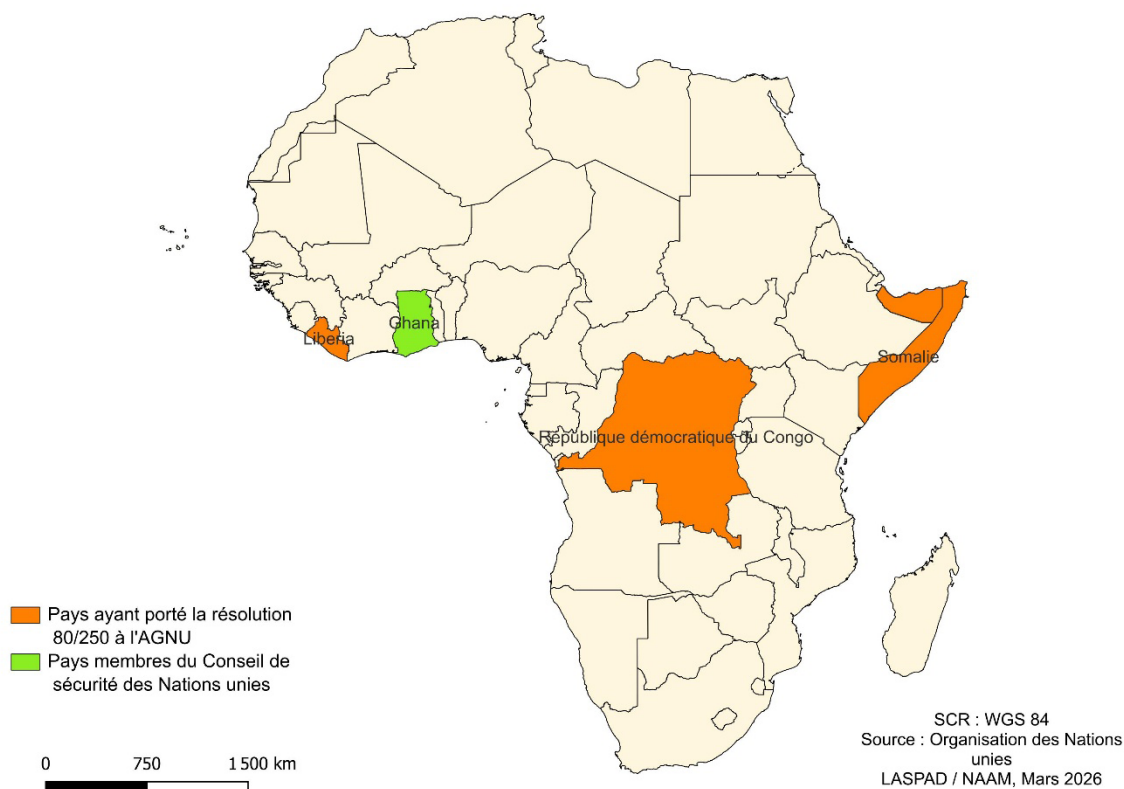 Ghana
Liberia
Somalie
République démocratique du Congo
Pays ayant porté la résolution
80/250 à l'AGNU
Pays membres du Conseil de
sécurité des Nations unies
0 750 1 500 km
SCR : WGS 84
Source : Organisation des Nations
unies
LASPAD / NAAM, Mars 2026